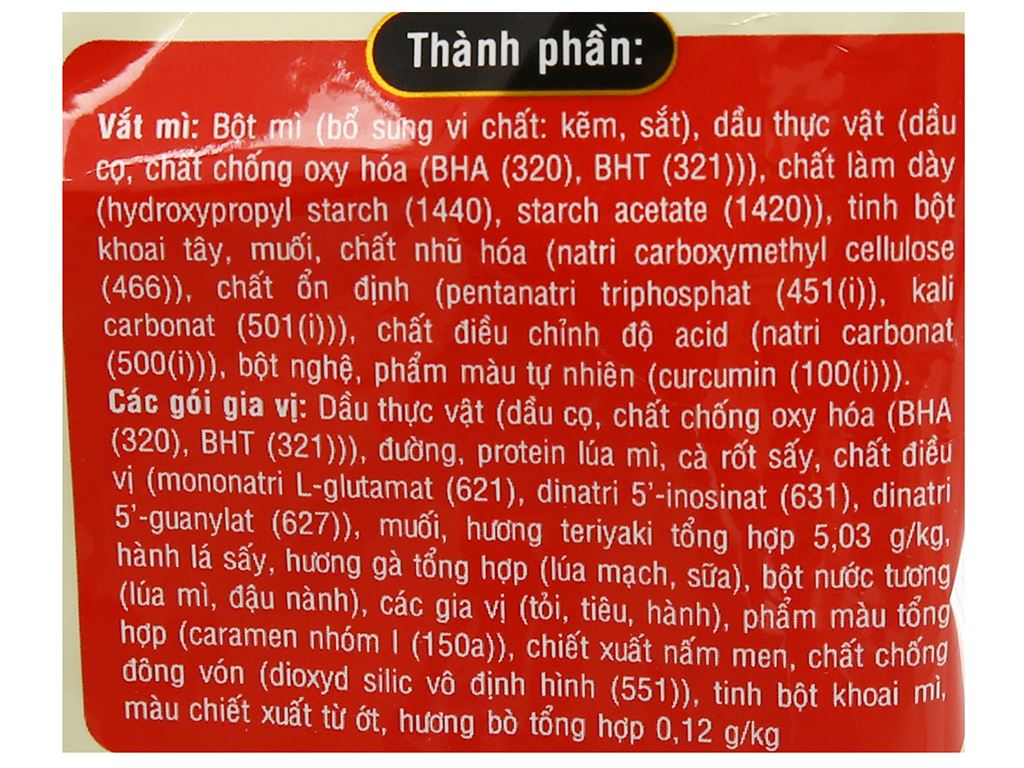 Thành phần:
Vắt mì: Bột mì (bổ sung vi chất: kẽm, sắt), dầu thực vật (dầu
cọ, chất chống oxy hóa (BHA (320), BHT (321))), chất làm dày
(hydroxypropyl starch (1440), starch acetate (1420)), tinh bột
khoai tây, muối, chất nhũ hóa (natri carboxymethyl cellulose
(466)), chất ổn định (pentanatri triphosphat (451(i)), kali
carbonat (501(i))), chất điều chỉnh độ acid (natri carbonat
(500(i))), bột nghệ, phẩm màu tự nhiên (curcumin (100(i))).
Các gói gia vị: Dầu thực vật (dầu cọ, chất chống oxy hóa (BHA
(320), BHT (321))), đường, protein lúa mì, cà rốt sấy, chất điều
vị (mononatri L-glutamat (621), dinatri 5’-inosinat (631), dinatri
5’-guanylat (627)), muối, hương teriyaki tổng hợp 5,03 g/kg,
hành lá sấy, hương gà tổng hợp (lúa mạch, sữa), bột nước tương
(lúa mì, đậu nành), các gia vị (tỏi, tiêu, hành), phẩm màu tổng
hợp (caramen nhóm I (150a)), chiết xuất nấm men, chất chống
đông vón (dioxyd silic vô định hình (551)), tinh bột khoai mì,
màu chiết xuất từ ớt, hương bò tổng hợp 0,12 g/kg